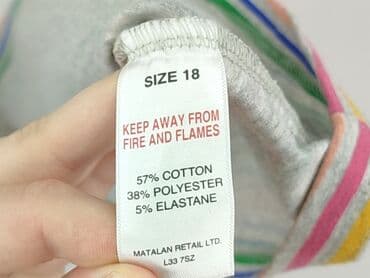 SIZE 18
KEEP AWAY FROM
FIRE AND FLAMES
57% COTTON
38% POLYESTER
5% ELASTANE
MATALAN RETAIL LTD.
L33 7SZ